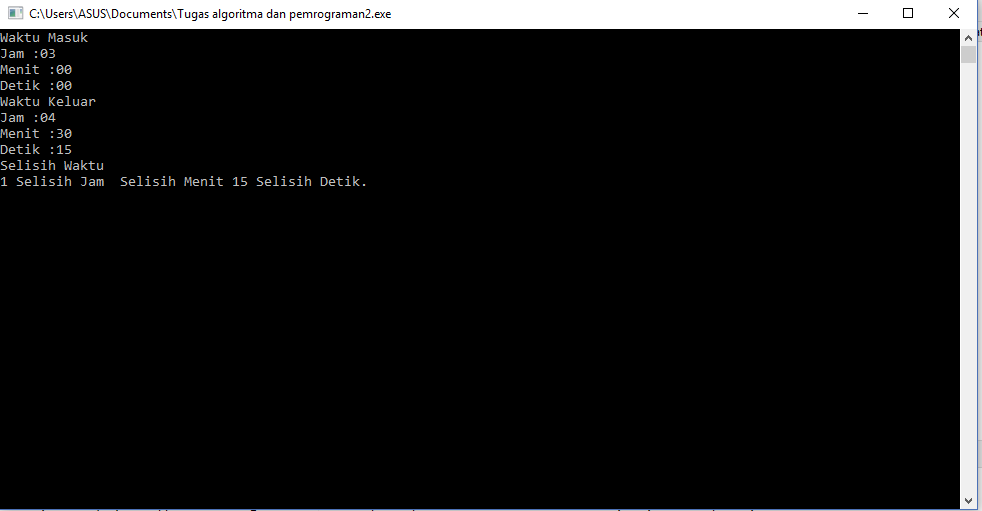 C:\Users\ASUS\Documents\Tugas algoritma dan pemrograman2.exe
Waktu Masuk
Jam :03
Menit :00
Detik :00
Waktu Keluar
Jam :04
Menit :30
Detik :15
Selisih Waktu
1 Selisih Jam  Selisih Menit 15 Selisih Detik.